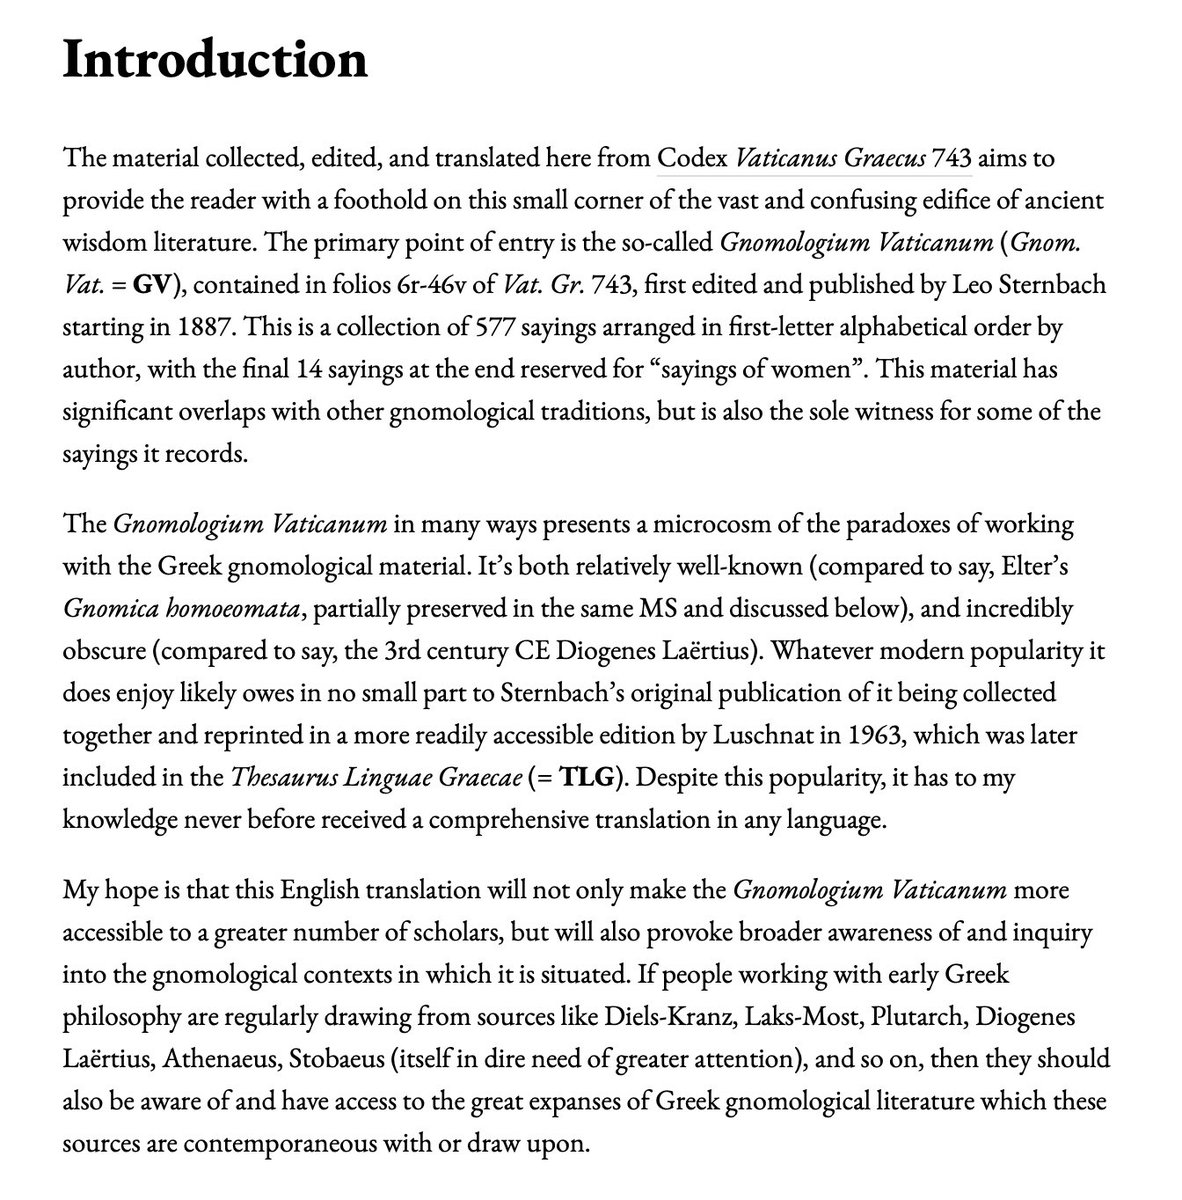 Introduction
The material collected, edited, and translated here from Codex Vaticanus Graecus 743 aims to
provide the reader with a foothold on this small corner of the vast and confusing edifice of ancient
wisdom literature. The primary point of entry is the so-called Gnomologium Vaticanum (Gnom.
Vat. = GV), contained in folios 6r-46v of Vat. Gr. 743, first edited and published by Leo Sternbach
starting in 1887. This is a collection of 577 sayings arranged in first-letter alphabetical order by
author, with the final 14 sayings at the end reserved for “sayings of women”. This material has
significant overlaps with other gnomological traditions, but is also the sole witness for some of the
sayings it records.
The Gnomologium Vaticanum in many ways presents a microcosm of the paradoxes of working
with the Greek gnomological material. It’s both relatively well-known (compared to say, Elter’s
Gnomica homoeomata, partially preserved in the same MS and discussed below), and incredibly
obscure (compared to say, the 3rd century CE Diogenes Laërtius). Whatever modern popularity it
does enjoy likely owes in no small part to Sternbach’s original publication of it being collected
together and reprinted in a more readily accessible edition by Luschnat in 1963, which was later
included in the Thesaurus Linguae Graecae (= TLG). Despite this popularity, it has to my
knowledge never before received a comprehensive translation in any language.
My hope is that this English translation will not only make the Gnomologium Vaticanum more
accessible to a greater number of scholars, but will also provoke broader awareness of and inquiry
into the gnomological contexts in which it is situated. If people working with early Greek
philosophy are regularly drawing from sources like Diels-Kranz, Laks-Most, Plutarch, Diogenes
Laërtius, Athenaeus, Stobaeus (itself in dire need of greater attention), and so on, then they should
also be aware of and have access to the great expanses of Greek gnomological literature which these
sources are contemporaneous with or draw upon.